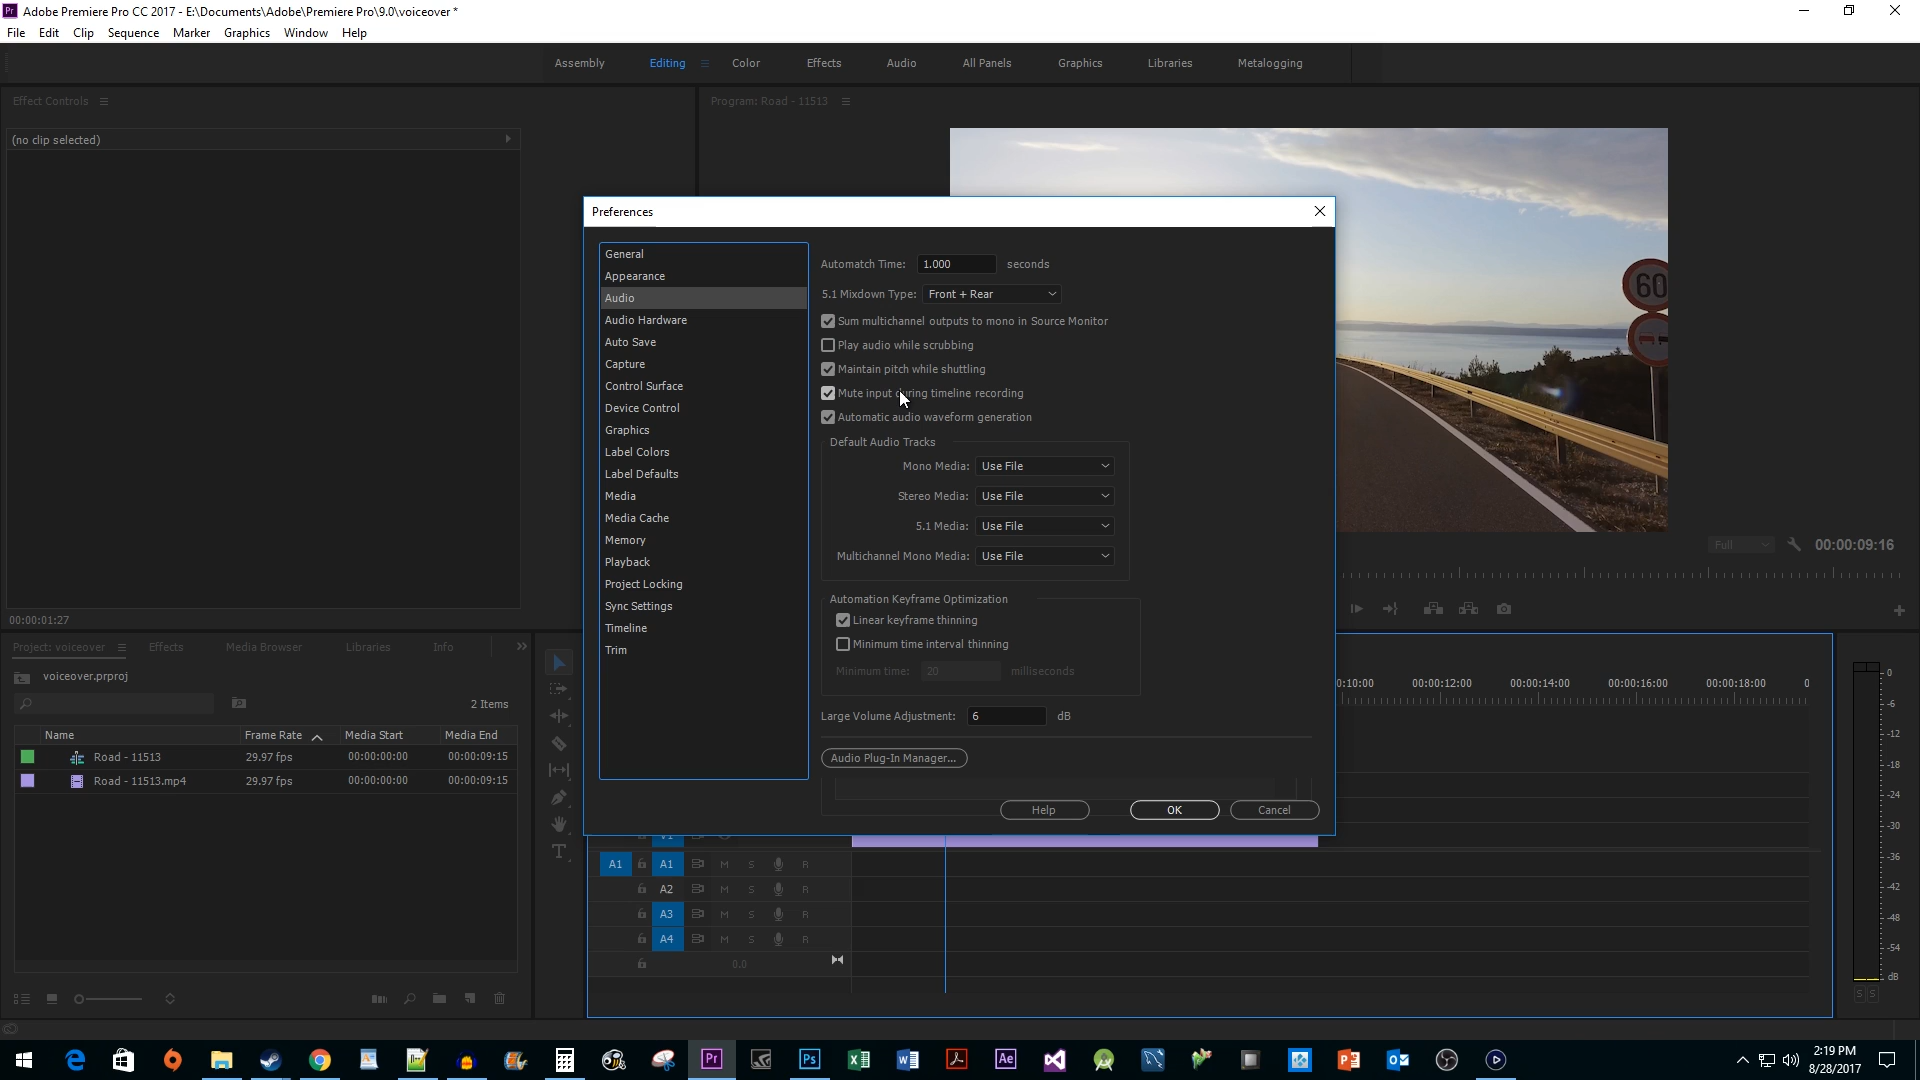 Adobe Premiere Pro CC 2017 - E:\Documents\Adobe\Premiere Pro\9.0\voiceover *
File Edit Clip Sequence Marker Graphics Window Help
Assembly Editing Color Effects Audio All Panels Graphics Libraries Metalogging
Effect Controls
Program: Road - 11513
(no clip selected)
60
Preferences
General
Appearance
Audio
Audio Hardware
Auto Save
Capture
Control Surface
Device Control
Graphics
Label Colors
Label Defaults
Media
Media Cache
Memory
Playback
Project Locking
Sync Settings
Timeline
Trim
Automatch Time: 1.000 seconds
5.1 Mixdown Type: Front + Rear
Sum multichannel outputs to mono in Source Monitor
Play audio while scrubbing
Maintain pitch while shuttling
Mute input during timeline recording
Automatic audio waveform generation
Default Audio Tracks
Mono Media: Use File
Stereo Media: Use File
5.1 Media: Use File
Multichannel Mono Media: Use File
Automation Keyframe Optimization
Linear keyframe thinning
Minimum time interval thinning
Minimum time: 20 milliseconds
Large Volume Adjustment: 6 dB
Audio Plug-In Manager...
Help OK Cancel
Full 00:00:09:16
00:00:01:27
Project: voiceover Effects Media Browser Libraries Info
voiceover.prproj
2 Items
Name Frame Rate Media Start Media End
Road - 11513 29.97 fps 00:00:00:00 00:00:09:15
Road - 11513.mp4 29.97 fps 00:00:00:00 00:00:09:15
0:10:00 00:00:12:00 00:00:14:00 00:00:16:00 00:00:18:00 0
V1
A1 A1 M S R
A2 M S R
A3 M S R
A4 M S R
0.0
0
-6
-12
-18
-24
-30
-36
-42
-48
-54
dB
S S
2:19 PM
8/28/2017